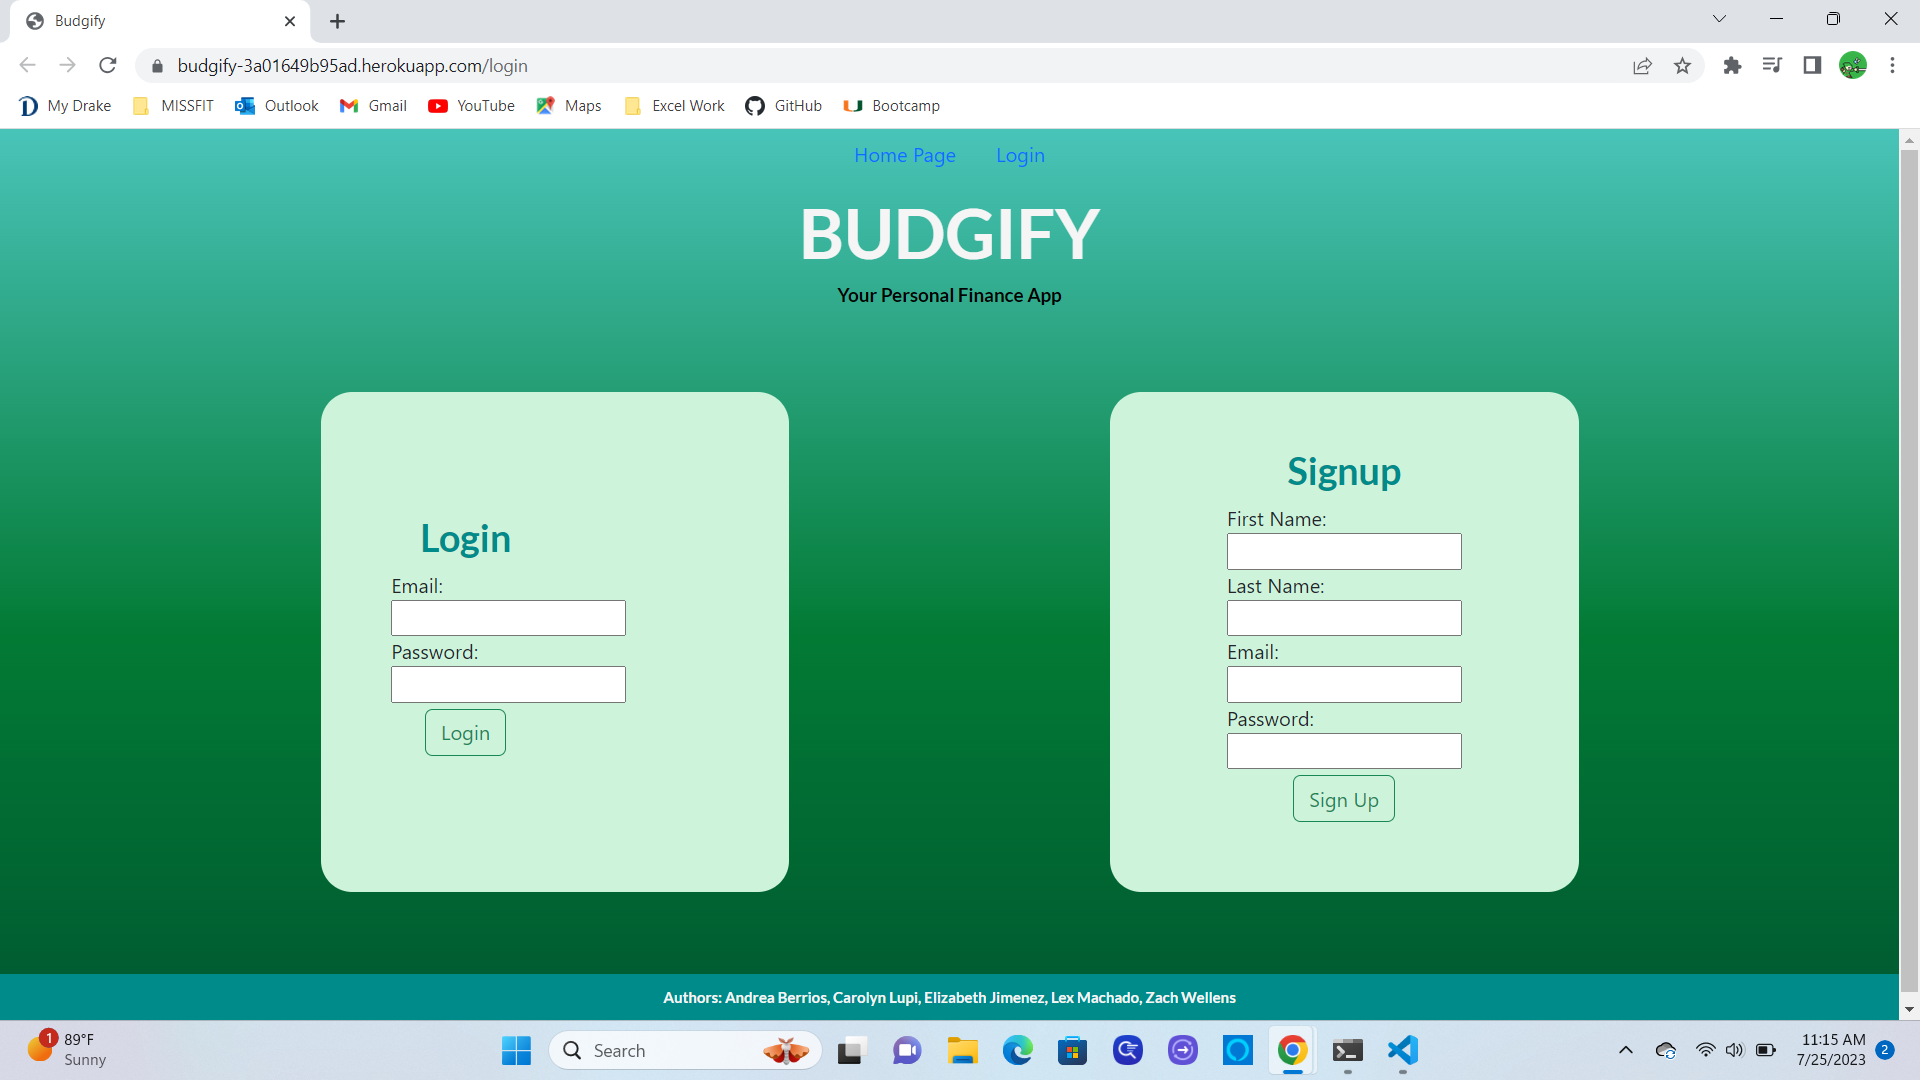 Budgify
budgify-3a01649b95ad.herokuapp.com/login
My Drake MISSFIT Outlook Gmail YouTube Maps Excel Work GitHub Bootcamp
Home Page Login
BUDGIFY
Your Personal Finance App
Login
Email:
Password:
Login
Signup
First Name:
Last Name:
Email:
Password:
Sign Up
Authors: Andrea Berrios, Carolyn Lupi, Elizabeth Jimenez, Lex Machado, Zach Wellens
1
89°F
Sunny
Search
11:15 AM
7/25/2023
2